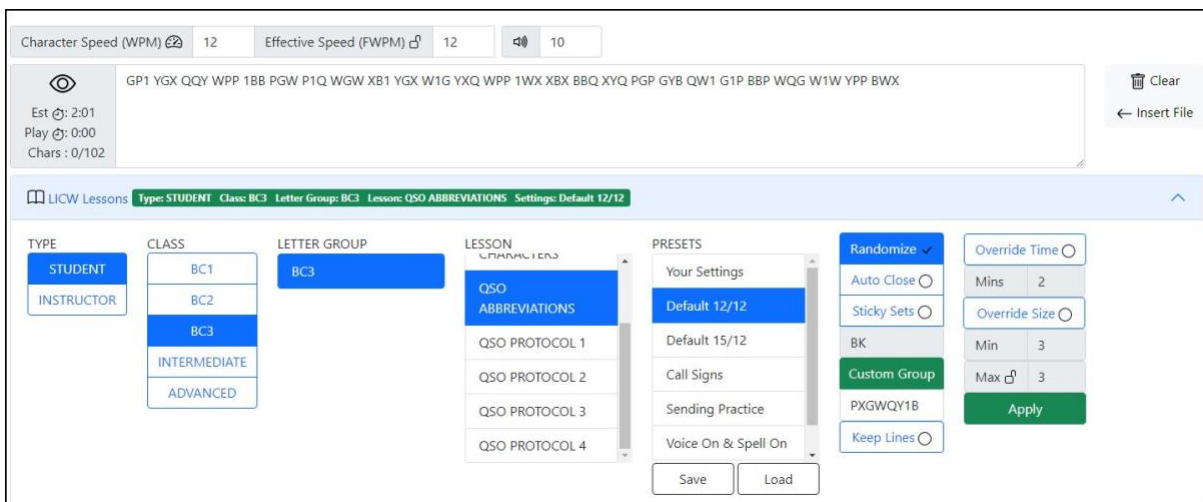 Character Speed (WPM) 12 Effective Speed (FWPM) 12 10
GP1 YGX QQY WPP 1BB PGW P1Q WGW XB1 YGX W1G YXQ WPP 1WX XBX BBQ XYQ PGP GYB QW1 G1P BBP WQG W1W YPP BWX
Est : 2:01
Play : 0:00
Chars : 0/102
Clear
← Insert File
LICW Lessons Type: STUDENT Class: BC3 Letter Group: BC3 Lesson: QSO ABBREVIATIONS Settings: Default 12/12
TYPE
STUDENT
INSTRUCTOR
CLASS
BC1
BC2
BC3
INTERMEDIATE
ADVANCED
LETTER GROUP
BC3
LESSON
CHARACTERS
QSO
ABBREVIATIONS
QSO PROTOCOL 1
QSO PROTOCOL 2
QSO PROTOCOL 3
QSO PROTOCOL 4
PRESETS
Your Settings
Default 12/12
Default 15/12
Call Signs
Sending Practice
Voice On & Spell On
Save Load
Randomize
Auto Close
Sticky Sets
BK
Custom Group
PXGWQY1B
Keep Lines
Override Time
Mins 2
Override Size
Min 3
Max 3
Apply